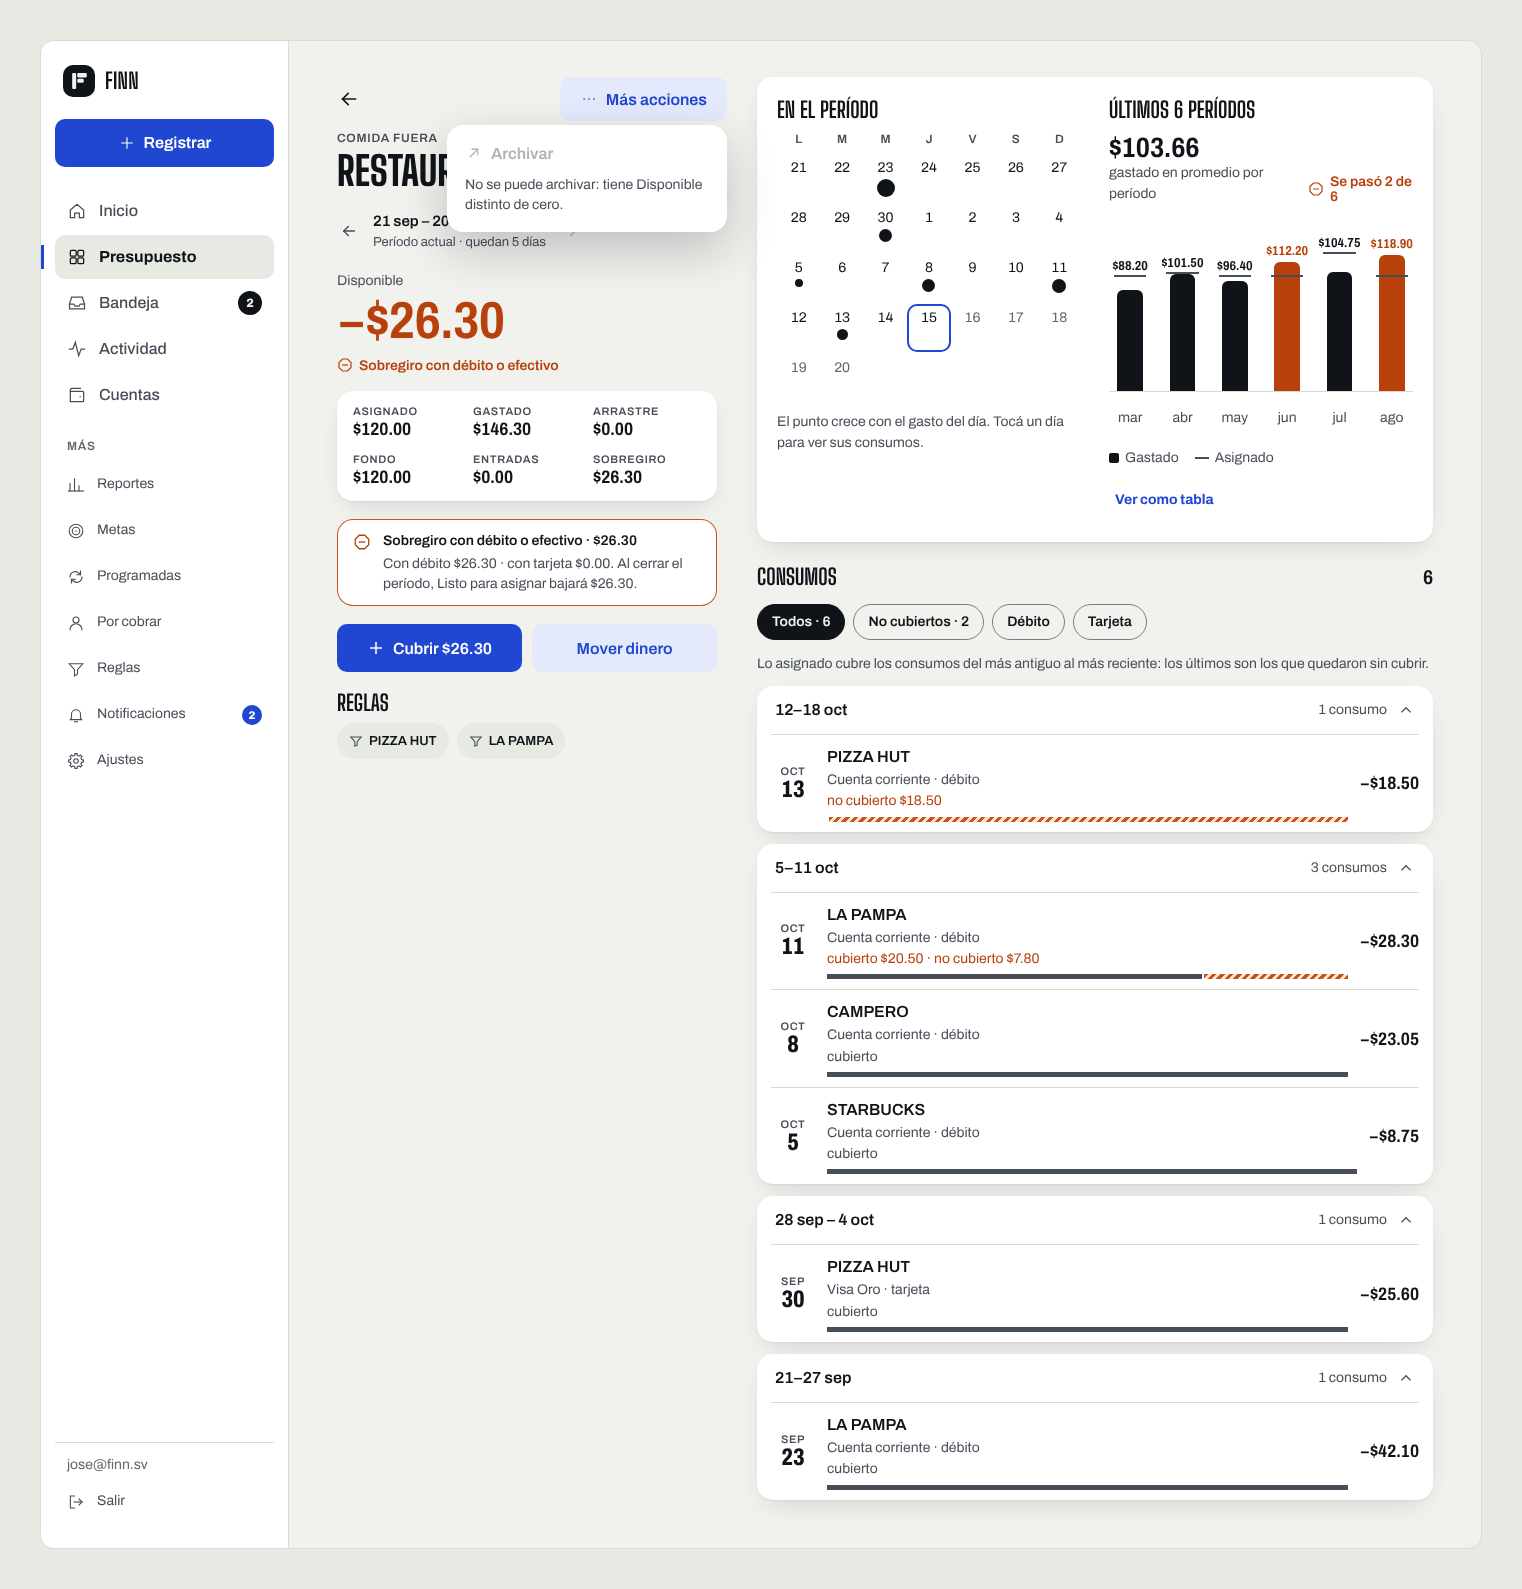 FINN
Registrar
Inicio
Presupuesto
Bandeja 2
Actividad
Cuentas
MÁS
Reportes
Metas
Programadas
Por cobrar
Reglas
Notificaciones 2
Ajustes
jose@finn.sv
Salir
Más acciones
Archivar
No se puede archivar: tiene Disponible
distinto de cero.
COMIDA FUERA
21 sep – 20
Período actual · quedan 5 días
Disponible
–$26.30
Sobregiro con débito o efectivo
ASIGNADO GASTADO ARRASTRE
$120.00 $146.30 $0.00
FONDO ENTRADAS SOBREGIRO
$120.00 $0.00 $26.30
Sobregiro con débito o efectivo · $26.30
Con débito $26.30 · con tarjeta $0.00. Al cerrar el
período, Listo para asignar bajará $26.30.
Cubrir $26.30
Mover dinero
REGLAS
PIZZA HUT
LA PAMPA
EN EL PERÍODO
L M M J V S D
21 22 23 24 25 26 27
28 29 30 1 2 3 4
5 6 7 8 9 10 11
12 13 14 15 16 17 18
19 20
El punto crece con el gasto del día. Tocá un día
para ver sus consumos.
ÚLTIMOS 6 PERÍODOS
$103.66
gastado en promedio por
período
Se pasó 2 de
6
$88.20 $101.50 $96.40 $112.20 $104.75 $118.90
mar abr may jun jul ago
Gastado Asignado
Ver como tabla
CONSUMOS 6
Todos · 6
No cubiertos · 2
Débito
Tarjeta
Lo asignado cubre los consumos del más antiguo al más reciente: los últimos son los que quedaron sin cubrir.
12–18 oct 1 consumo
OCT
13
PIZZA HUT
Cuenta corriente · débito
no cubierto $18.50
–$18.50
5–11 oct 3 consumos
OCT
11
LA PAMPA
Cuenta corriente · débito
cubierto $20.50 · no cubierto $7.80
–$28.30
OCT
8
CAMPERO
Cuenta corriente · débito
cubierto
–$23.05
OCT
5
STARBUCKS
Cuenta corriente · débito
cubierto
–$8.75
28 sep – 4 oct 1 consumo
SEP
30
PIZZA HUT
Visa Oro · tarjeta
cubierto
–$25.60
21–27 sep 1 consumo
SEP
23
LA PAMPA
Cuenta corriente · débito
cubierto
–$42.10